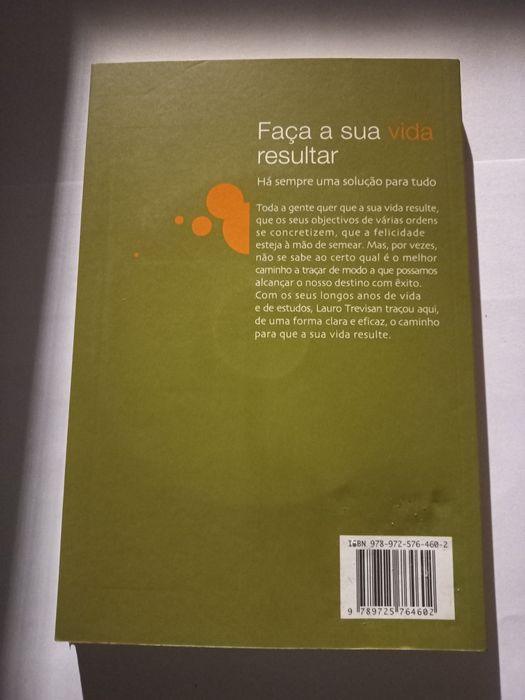 Faça a sua vida
resultar
Há sempre uma solução para tudo
Toda a gente quer que a sua vida resulte,
que os seus objectivos de várias ordens
se concretizem, que a felicidade
esteja à mão de semear. Mas, por vezes,
não se sabe ao certo qual é o melhor
caminho a traçar de modo a que possamos
alcançar o nosso destino com êxito.
Com os seus longos anos de vida
e de estudos, Lauro Trevisan traçou aqui,
de uma forma clara e eficaz, o caminho
para que a sua vida resulte.
ISBN 978-972-576-460-2
9 789725 764602